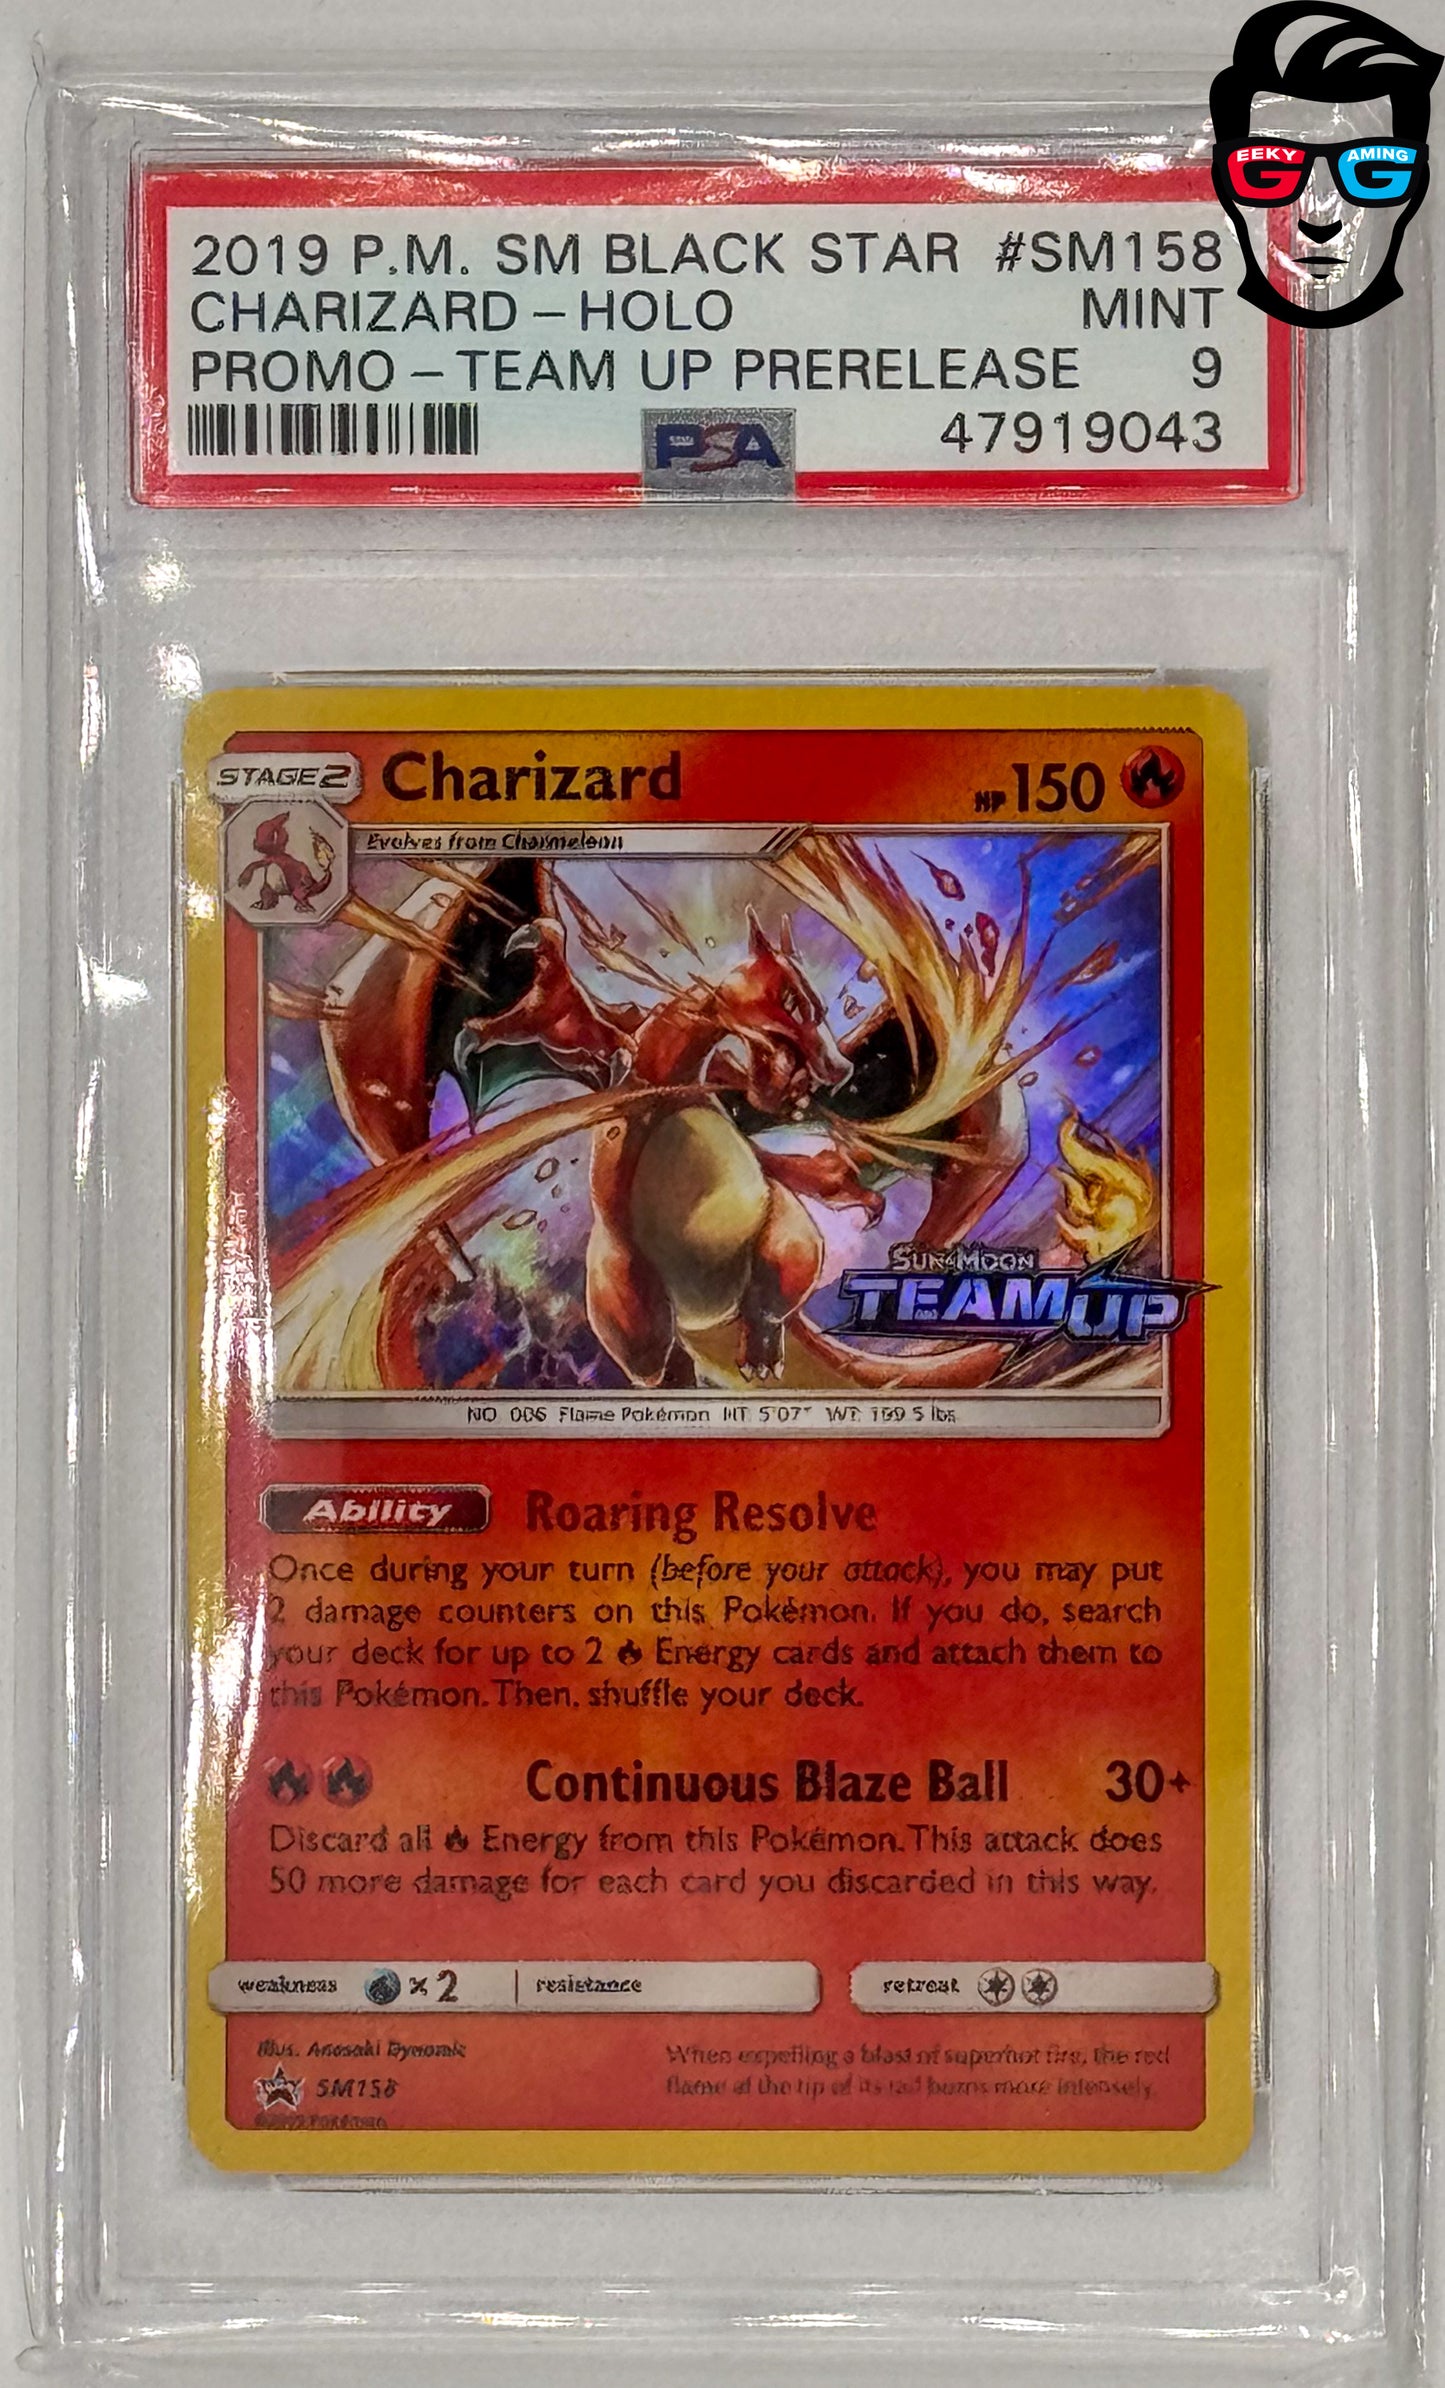 EEKY AMING
G G
2019 P.M. SM BLACK STAR #SM158
CHARIZARD – HOLO MINT
PROMO – TEAM UP PRERELEASE 9
PSA 47919043
STAGE 2 Charizard HP 150
Evolves from Charmeleon
SUN & MOON
TEAM UP
NO. 006 Flame Pokémon HT: 5'07" WT: 199.5 lbs
Ability Roaring Resolve
Once during your turn (before your attack), you may put
2 damage counters on this Pokémon. If you do, search
your deck for up to 2 Energy cards and attach them to
this Pokémon. Then, shuffle your deck.
Continuous Blaze Ball 30+
Discard all Energy from this Pokémon. This attack does
50 more damage for each card you discarded in this way.
weakness ×2 resistance retreat
Illus. Anesaki Dynamic
When expelling a blast of superhot fire, the red
flame at the tip of its tail burns more intensely.
SM158